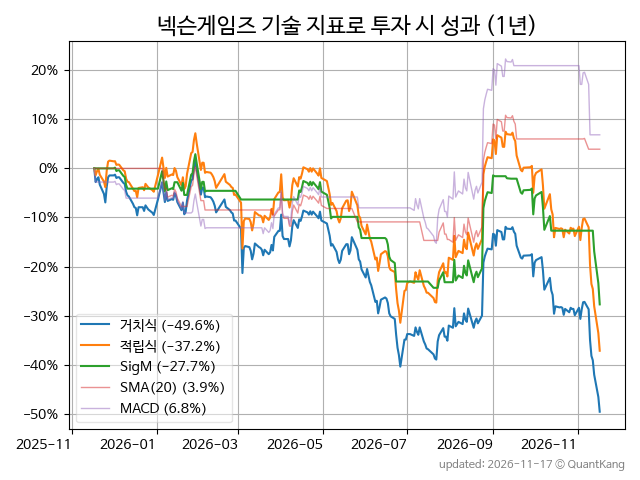 넥슨게임즈 기술 지표로 투자 시 성과 (1년)
20%
10%
0%
−10%
−20%
−30%
−40%
−50%
거치식 (−49.6%)
적립식 (−37.2%)
SigM (−27.7%)
SMA(20) (3.9%)
MACD (6.8%)
2025-11 2026-01 2026-03 2026-05 2026-07 2026-09 2026-11
updated: 2026-11-17 © QuantKang